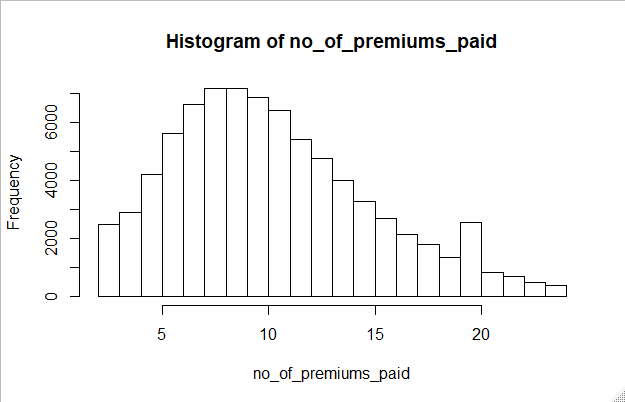 Histogram of no_of_premiums_paid
Frequency
6000
4000
2000
0
5 10 15 20
no_of_premiums_paid